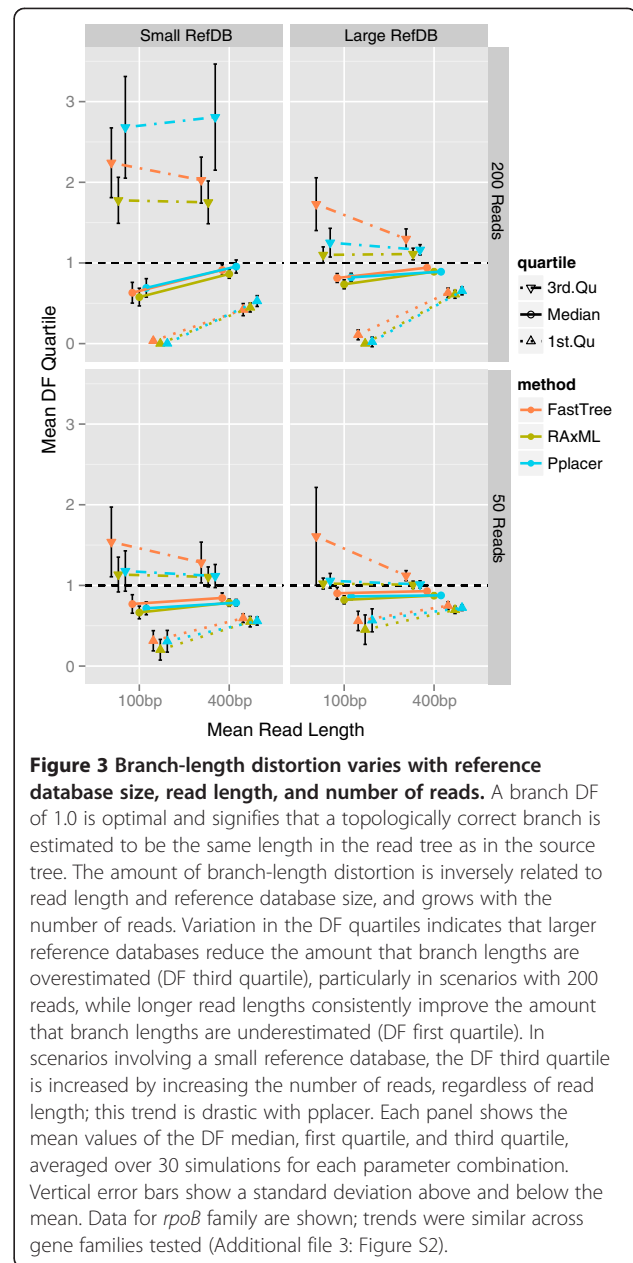 Small RefDB
Large RefDB
3
2
1
0
200 Reads
3
2
1
0
50 Reads
Mean DF Quartile
100bp
400bp
100bp
400bp
Mean Read Length
quartile
3rd.Qu
Median
1st.Qu
method
FastTree
RAxML
Pplacer
Figure 3 Branch-length distortion varies with reference
database size, read length, and number of reads. A branch DF
of 1.0 is optimal and signifies that a topologically correct branch is
estimated to be the same length in the read tree as in the source
tree. The amount of branch-length distortion is inversely related to
read length and reference database size, and grows with the
number of reads. Variation in the DF quartiles indicates that larger
reference databases reduce the amount that branch lengths are
overestimated (DF third quartile), particularly in scenarios with 200
reads, while longer read lengths consistently improve the amount
that branch lengths are underestimated (DF first quartile). In
scenarios involving a small reference database, the DF third quartile
is increased by increasing the number of reads, regardless of read
length; this trend is drastic with pplacer. Each panel shows the
mean values of the DF median, first quartile, and third quartile,
averaged over 30 simulations for each parameter combination.
Vertical error bars show a standard deviation above and below the
mean. Data for rpoB family are shown; trends were similar across
gene families tested (Additional file 3: Figure S2).